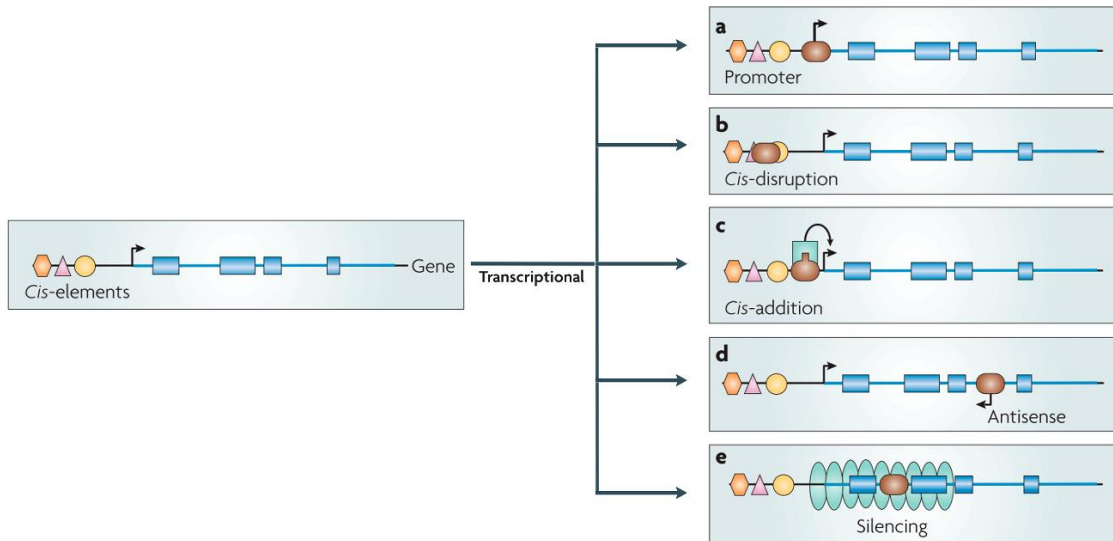 a
Promoter
b
Cis-disruption
c
Cis-addition
d
Antisense
e
Silencing
Gene
Cis-elements
Transcriptional